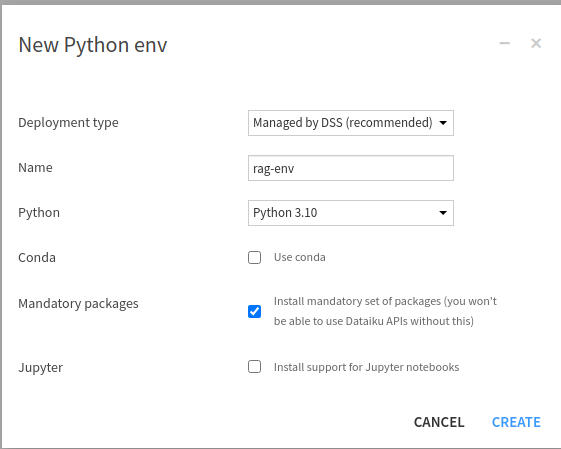 New Python env
Deployment type
Managed by DSS (recommended)
Name
rag-env
Python
Python 3.10
Conda
Use conda
Mandatory packages
Install mandatory set of packages (you won't
be able to use Dataiku APIs without this)
Jupyter
Install support for Jupyter notebooks
CANCEL
CREATE